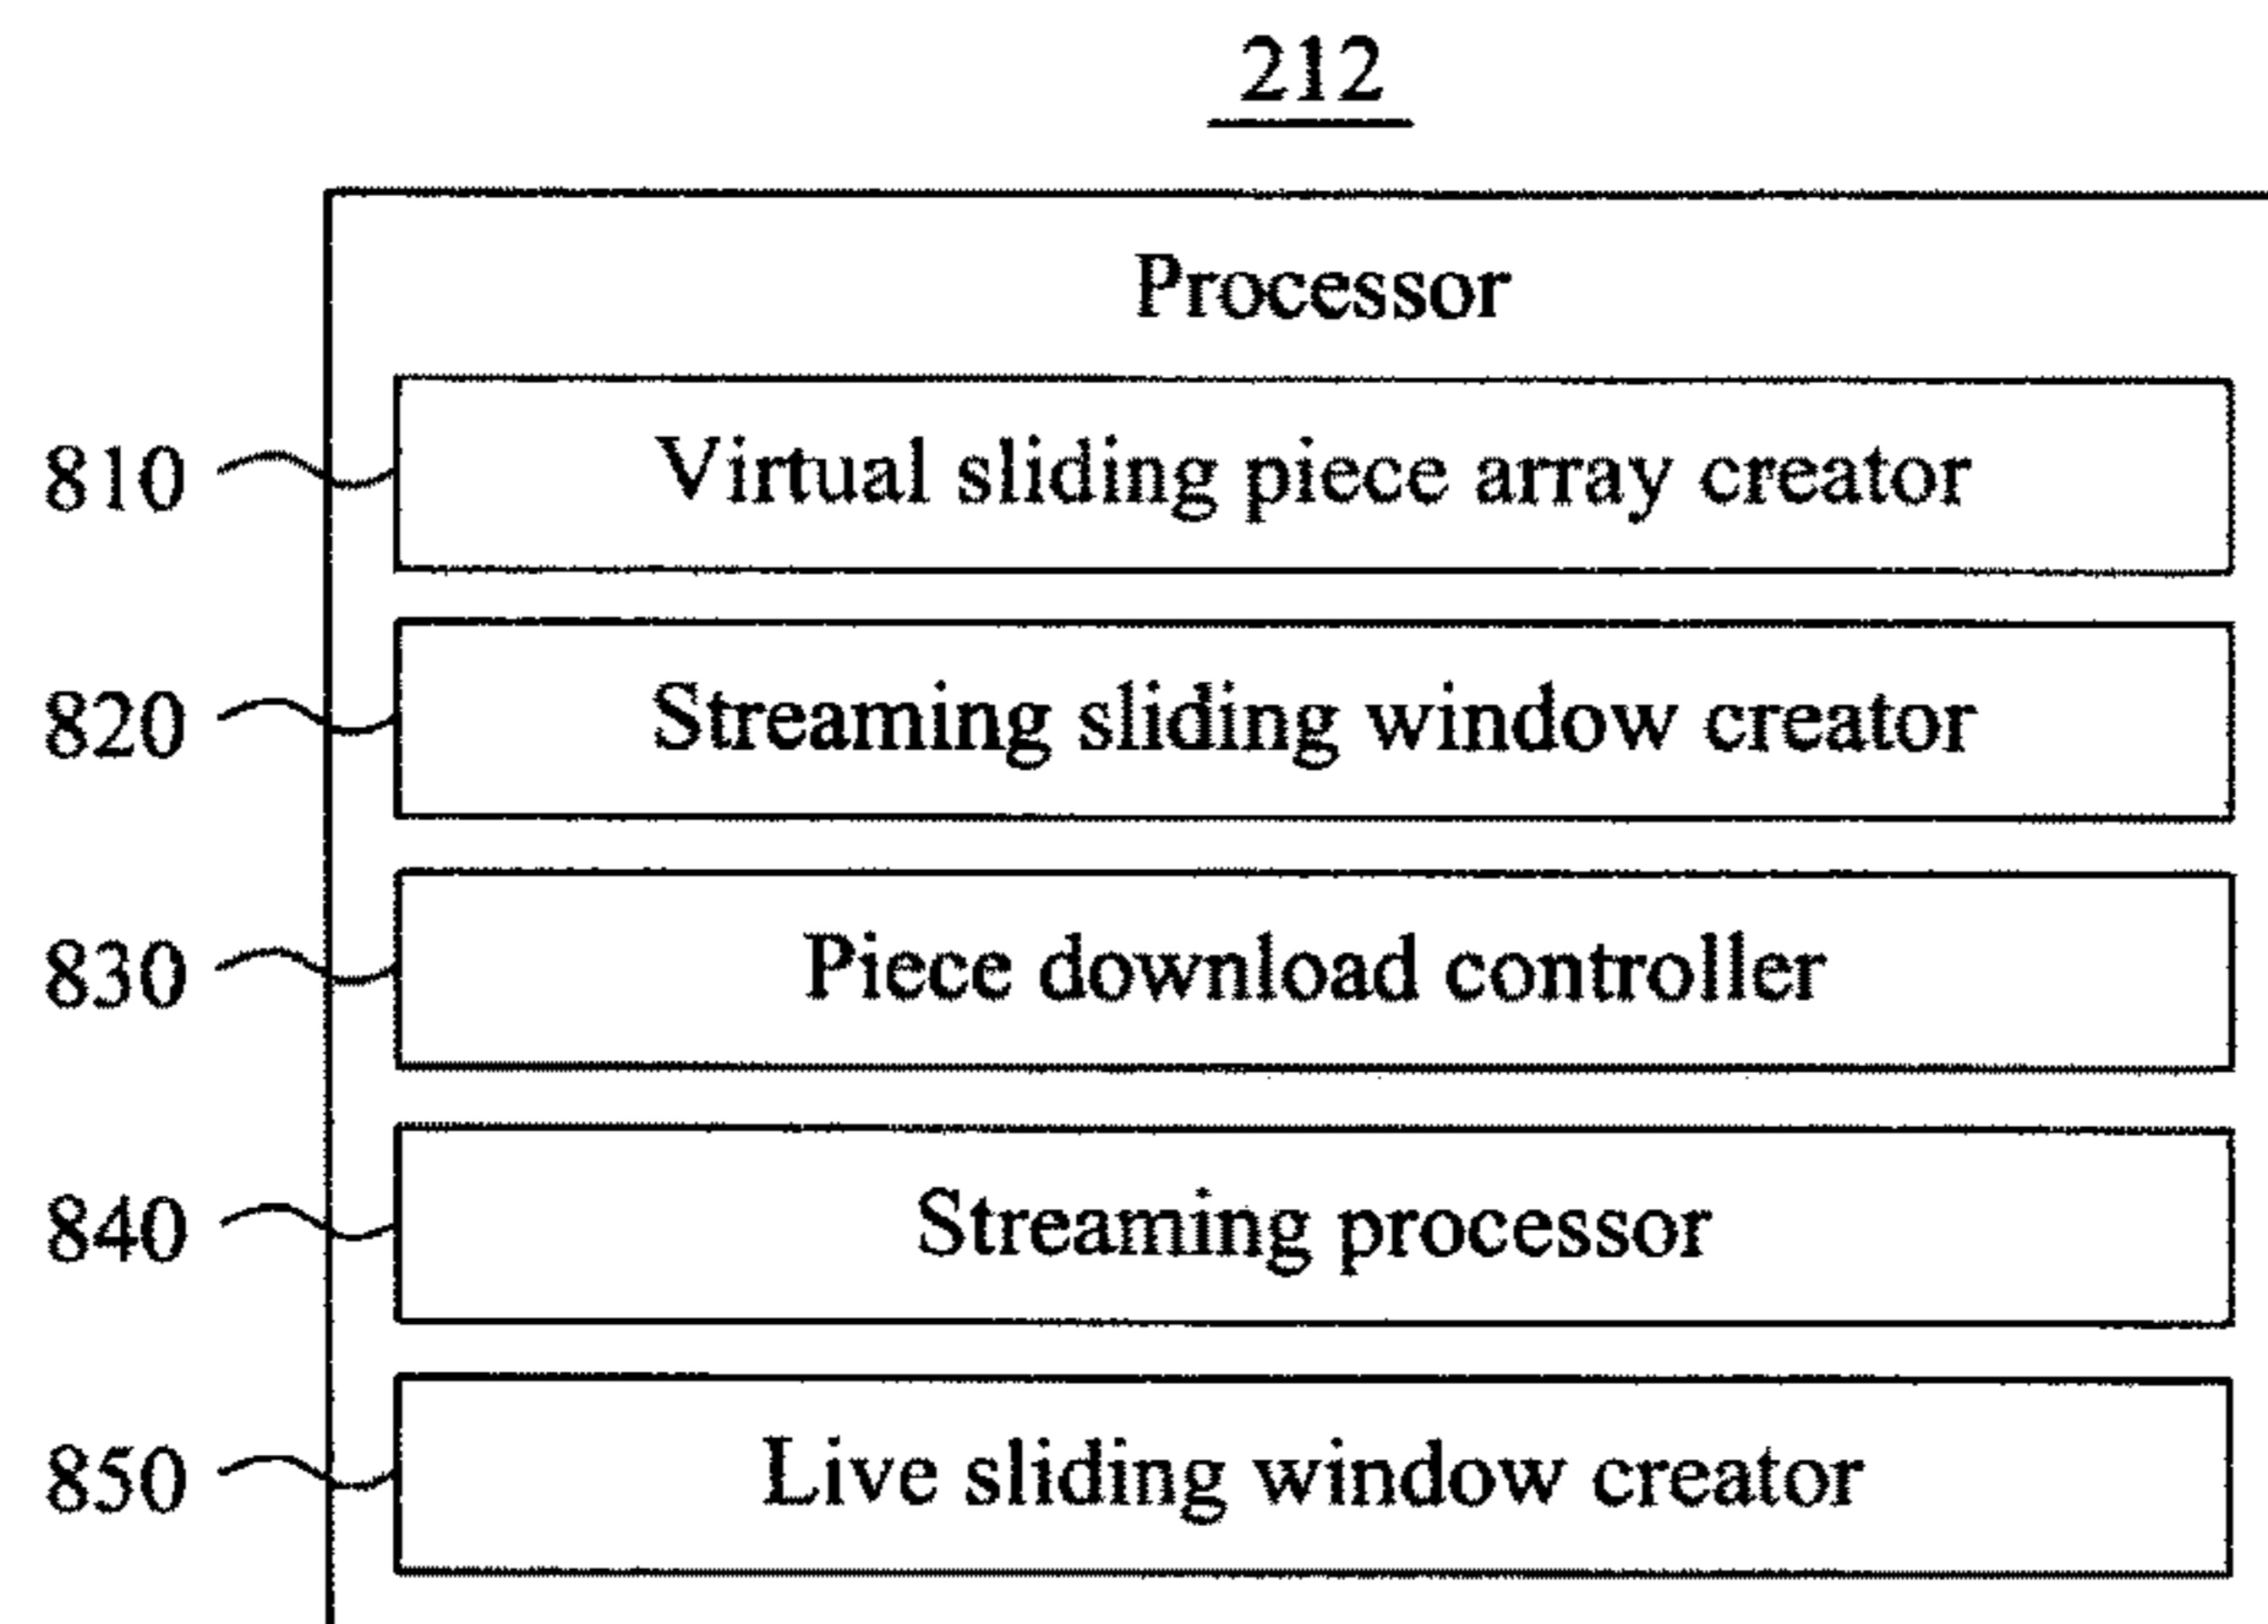 212
Processor
810 Virtual sliding piece array creator
820 Streaming sliding window creator
830 Piece download controller
840 Streaming processor
850 Live sliding window creator